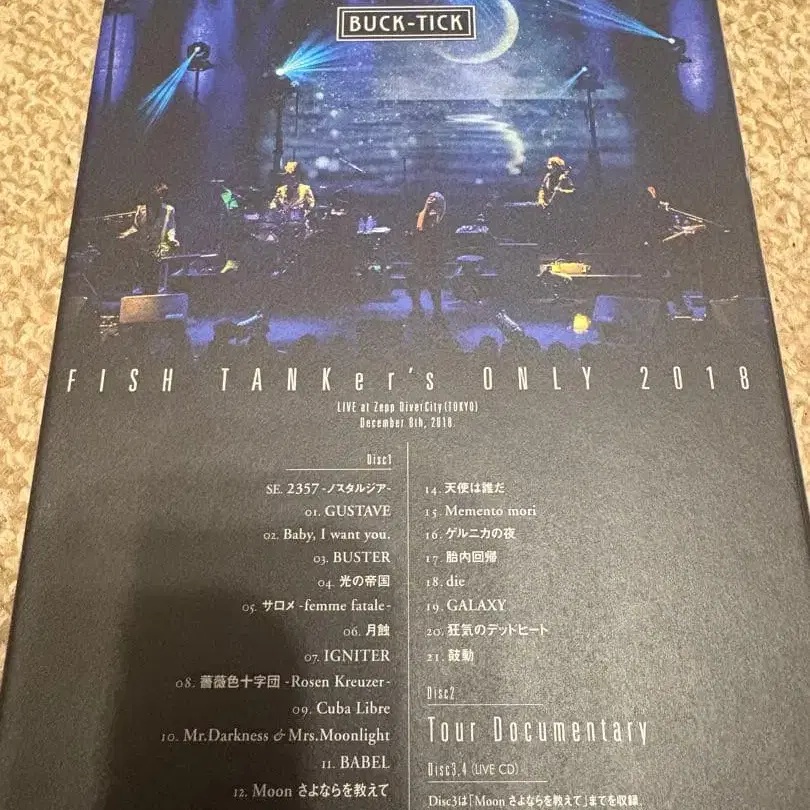 BUCK-TICK
FISH TANKer's ONLY 2018
LIVE at Zepp DiverCity(TOKYO)
December 8th, 2018
Disc1
SE. 2357 -ノスタルジア-
01. GUSTAVE
02. Baby, I want you.
03. BUSTER
04. 光の帝国
05. サロメ -femme fatale-
06. 月蝕
07. IGNITER
08. 薔薇色十字団 -Rosen Kreuzer-
09. Cuba Libre
10. Mr.Darkness & Mrs.Moonlight
11. BABEL
12. Moon さよならを教えて
14. 天使は誰だ
15. Memento mori
16. ゲルニカの夜
17. 胎内回帰
18. die
19. GALAXY
20. 狂気のデッドヒート
21. 鼓動
Disc2
Tour Documentary
Disc3,4 (LIVE CD)
Disc3は「Moon さよならを教えて」までを収録。